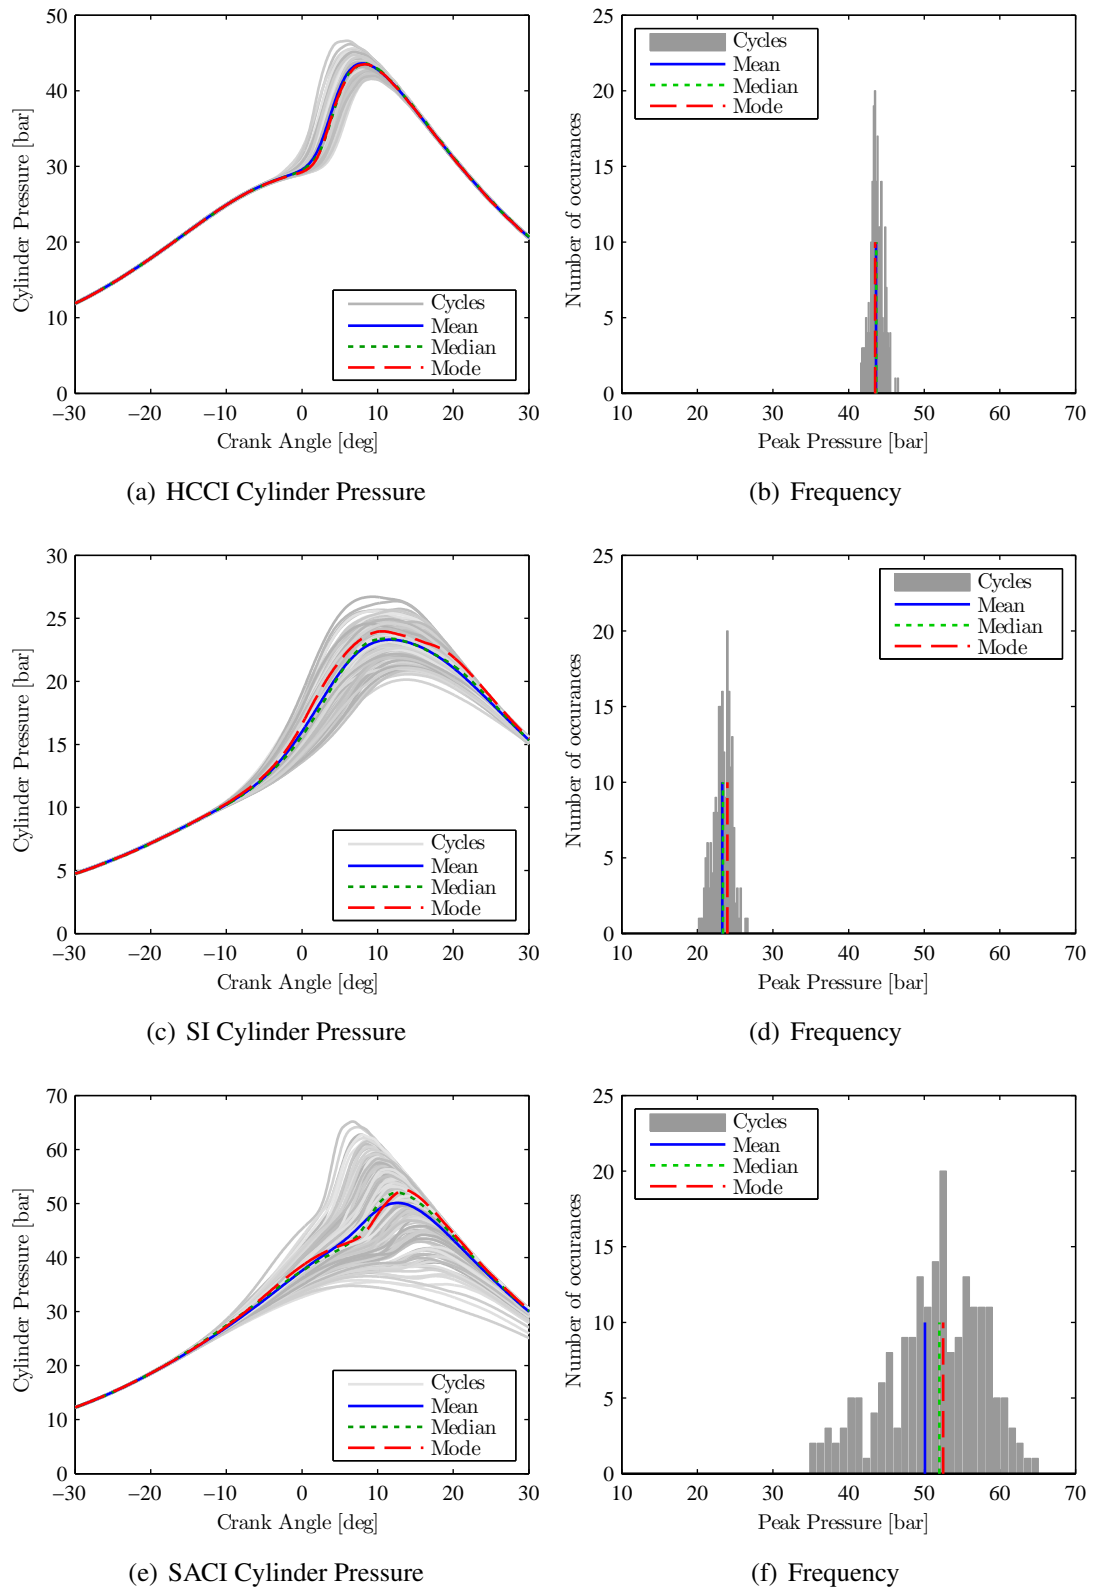 50
40
30
20
10
0
Cylinder Pressure [bar]
Cycles
Mean
Median
Mode
−30 −20 −10 0 10 20 30
Crank Angle [deg]
(a) HCCI Cylinder Pressure
25
20
15
10
5
0
Number of occurances
Cycles
Mean
Median
Mode
10 20 30 40 50 60 70
Peak Pressure [bar]
(b) Frequency
30
25
20
15
10
5
0
Cylinder Pressure [bar]
Cycles
Mean
Median
Mode
−30 −20 −10 0 10 20 30
Crank Angle [deg]
(c) SI Cylinder Pressure
25
20
15
10
5
0
Number of occurances
Cycles
Mean
Median
Mode
10 20 30 40 50 60 70
Peak Pressure [bar]
(d) Frequency
70
60
50
40
30
20
10
0
Cylinder Pressure [bar]
Cycles
Mean
Median
Mode
−30 −20 −10 0 10 20 30
Crank Angle [deg]
(e) SACI Cylinder Pressure
25
20
15
10
5
0
Number of occurances
Cycles
Mean
Median
Mode
10 20 30 40 50 60 70
Peak Pressure [bar]
(f) Frequency